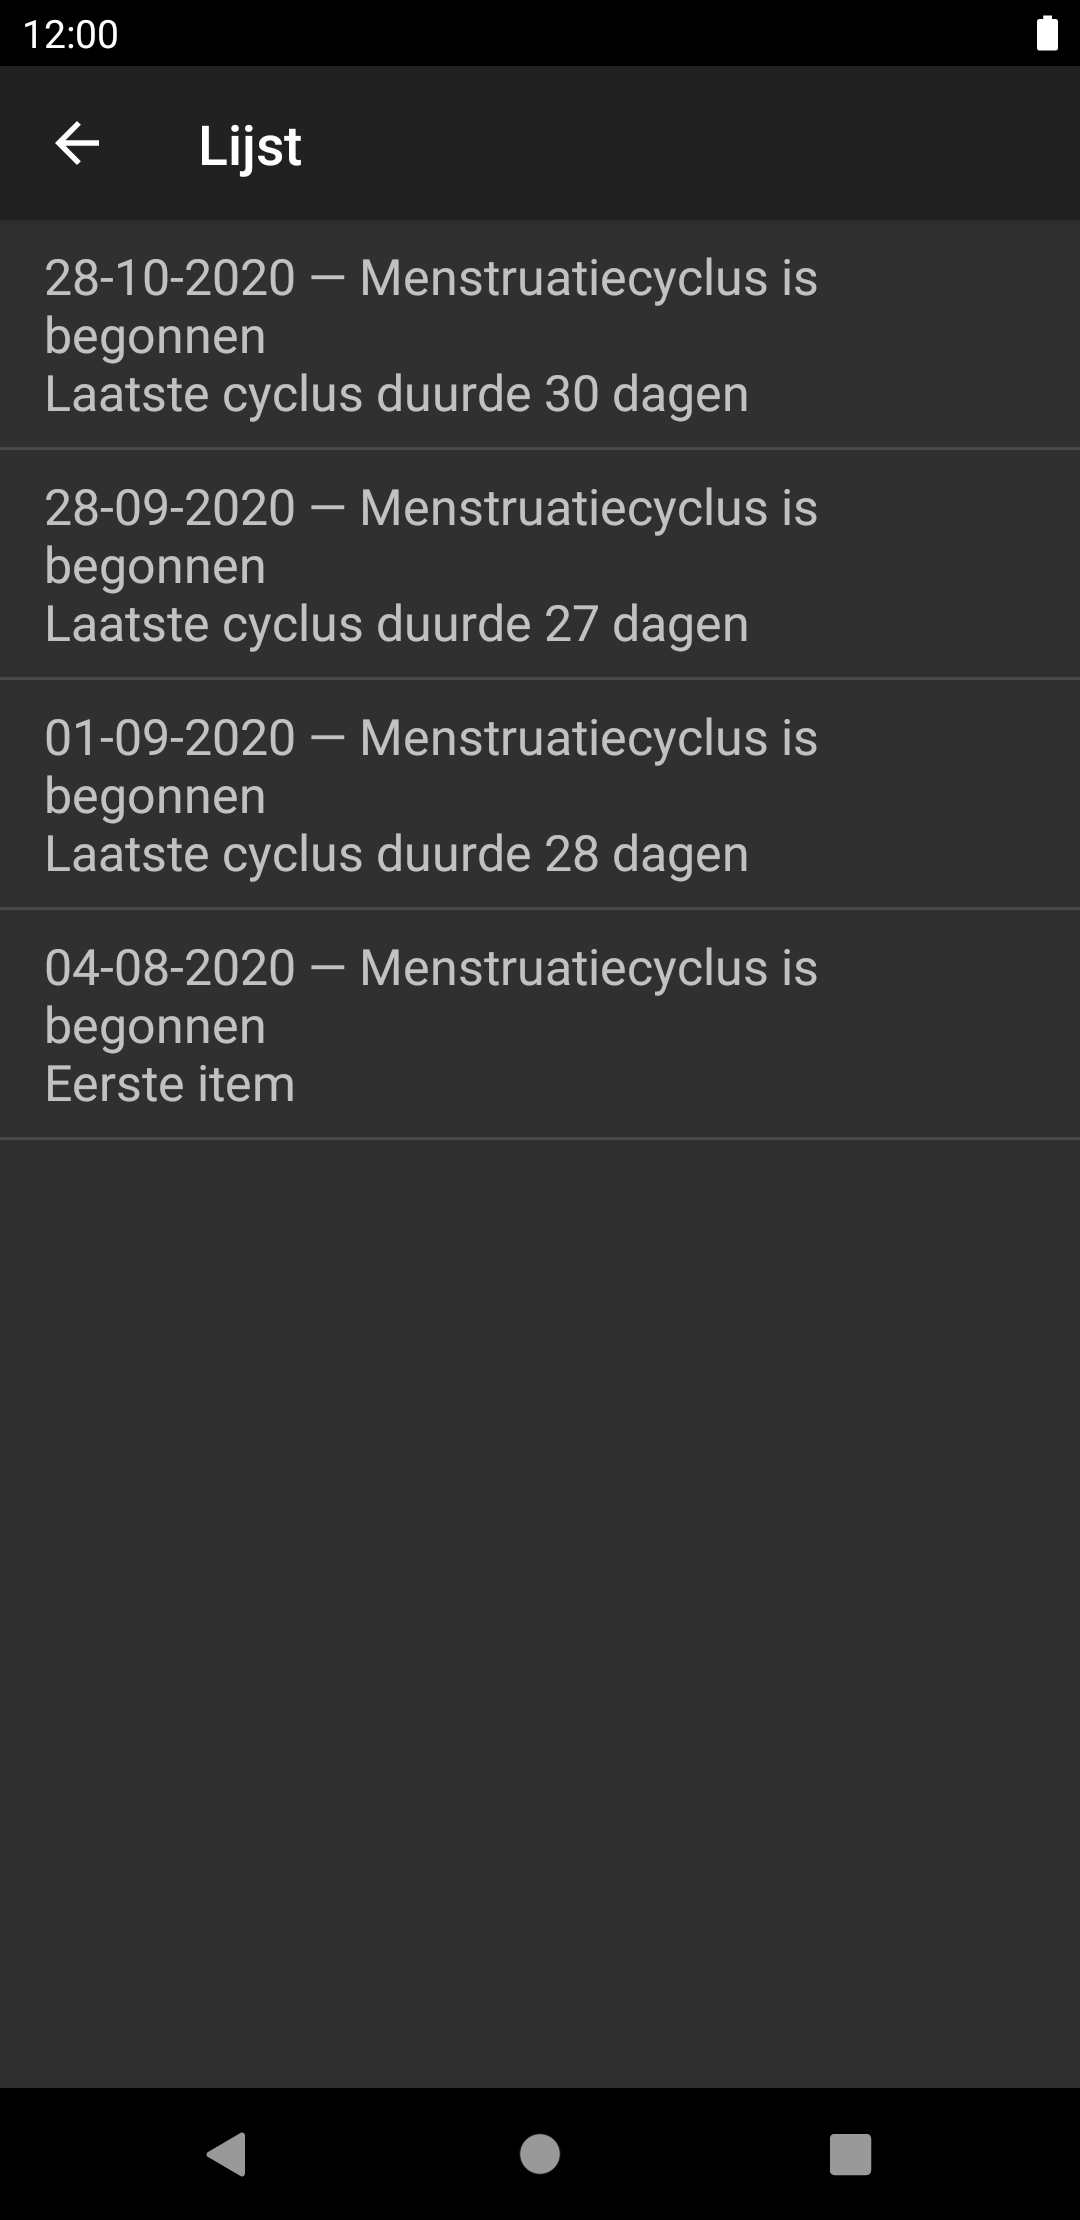 12:00
Lijst
28-10-2020 — Menstruatiecyclus is
begonnen
Laatste cyclus duurde 30 dagen
28-09-2020 — Menstruatiecyclus is
begonnen
Laatste cyclus duurde 27 dagen
01-09-2020 — Menstruatiecyclus is
begonnen
Laatste cyclus duurde 28 dagen
04-08-2020 — Menstruatiecyclus is
begonnen
Eerste item